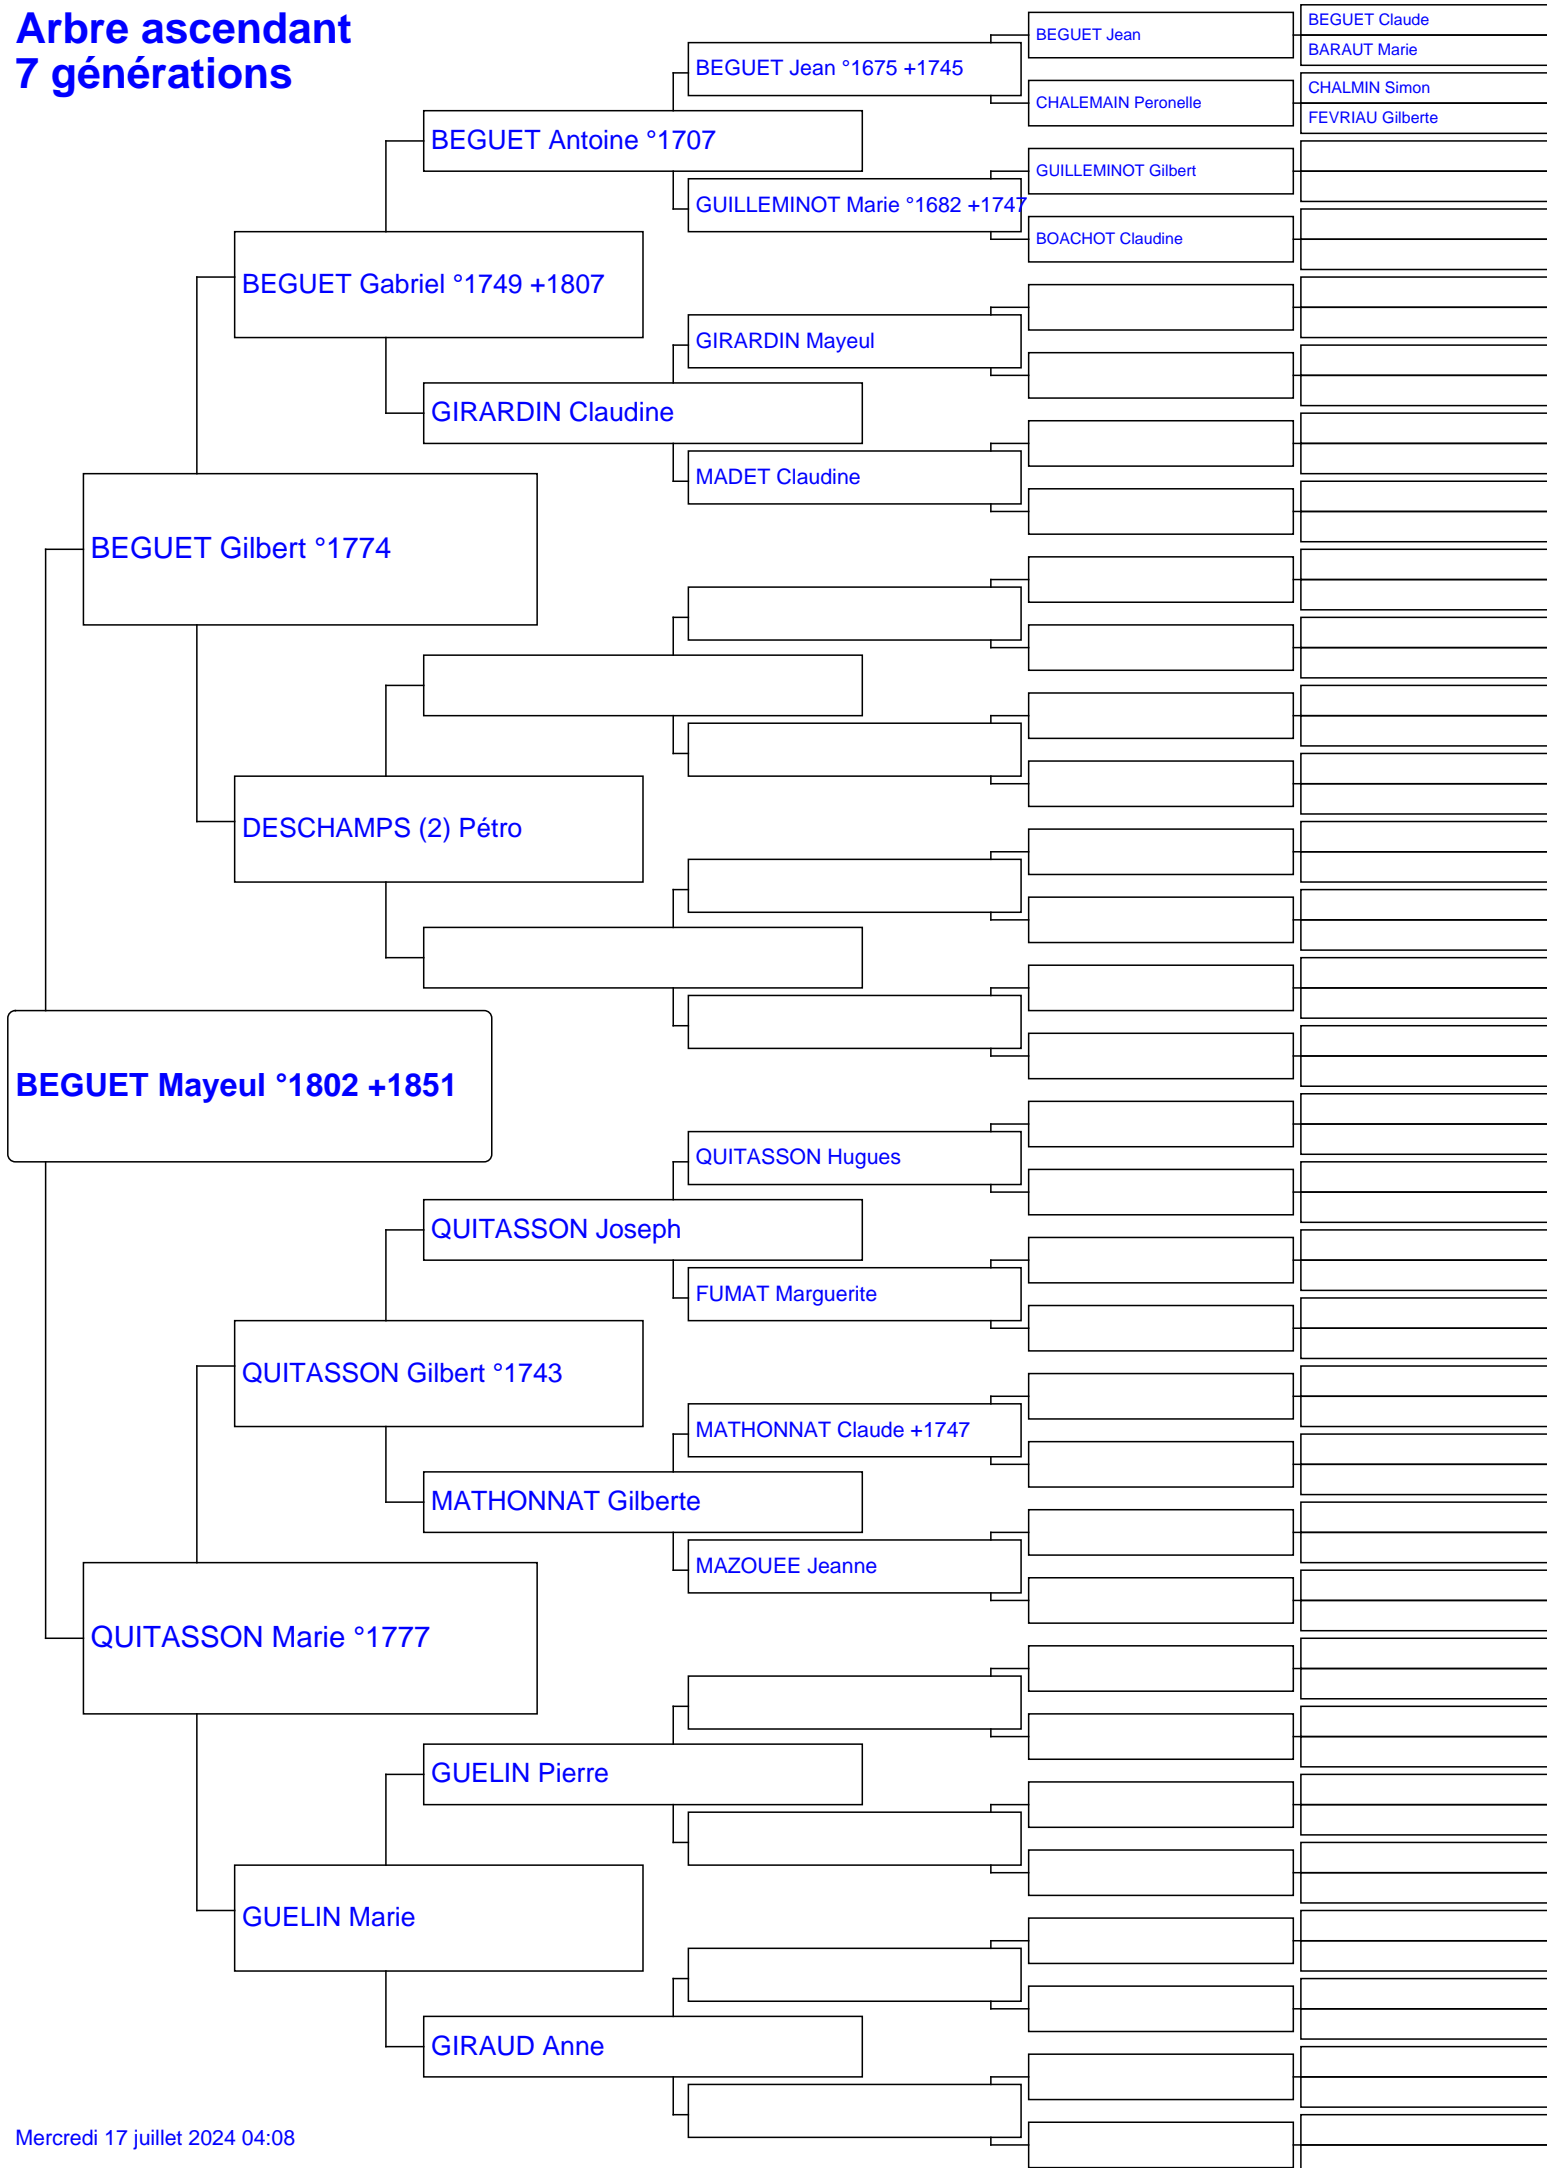 Arbre ascendant
7 générations
BEGUET Claude
BEGUET Jean
BARAUT Marie
BEGUET Jean °1675 +1745
CHALMIN Simon
CHALEMAIN Peronelle
FEVRIAU Gilberte
BEGUET Antoine °1707
GUILLEMINOT Gilbert
GUILLEMINOT Marie °1682 +1747
BOACHOT Claudine
BEGUET Gabriel °1749 +1807
GIRARDIN Mayeul
GIRARDIN Claudine
MADET Claudine
BEGUET Gilbert °1774
DESCHAMPS (2) Pétro
BEGUET Mayeul °1802 +1851
QUITASSON Hugues
QUITASSON Joseph
FUMAT Marguerite
QUITASSON Gilbert °1743
MATHONNAT Claude +1747
MATHONNAT Gilberte
MAZOUEE Jeanne
QUITASSON Marie °1777
GUELIN Pierre
GUELIN Marie
GIRAUD Anne
Mercredi 17 juillet 2024 04:08